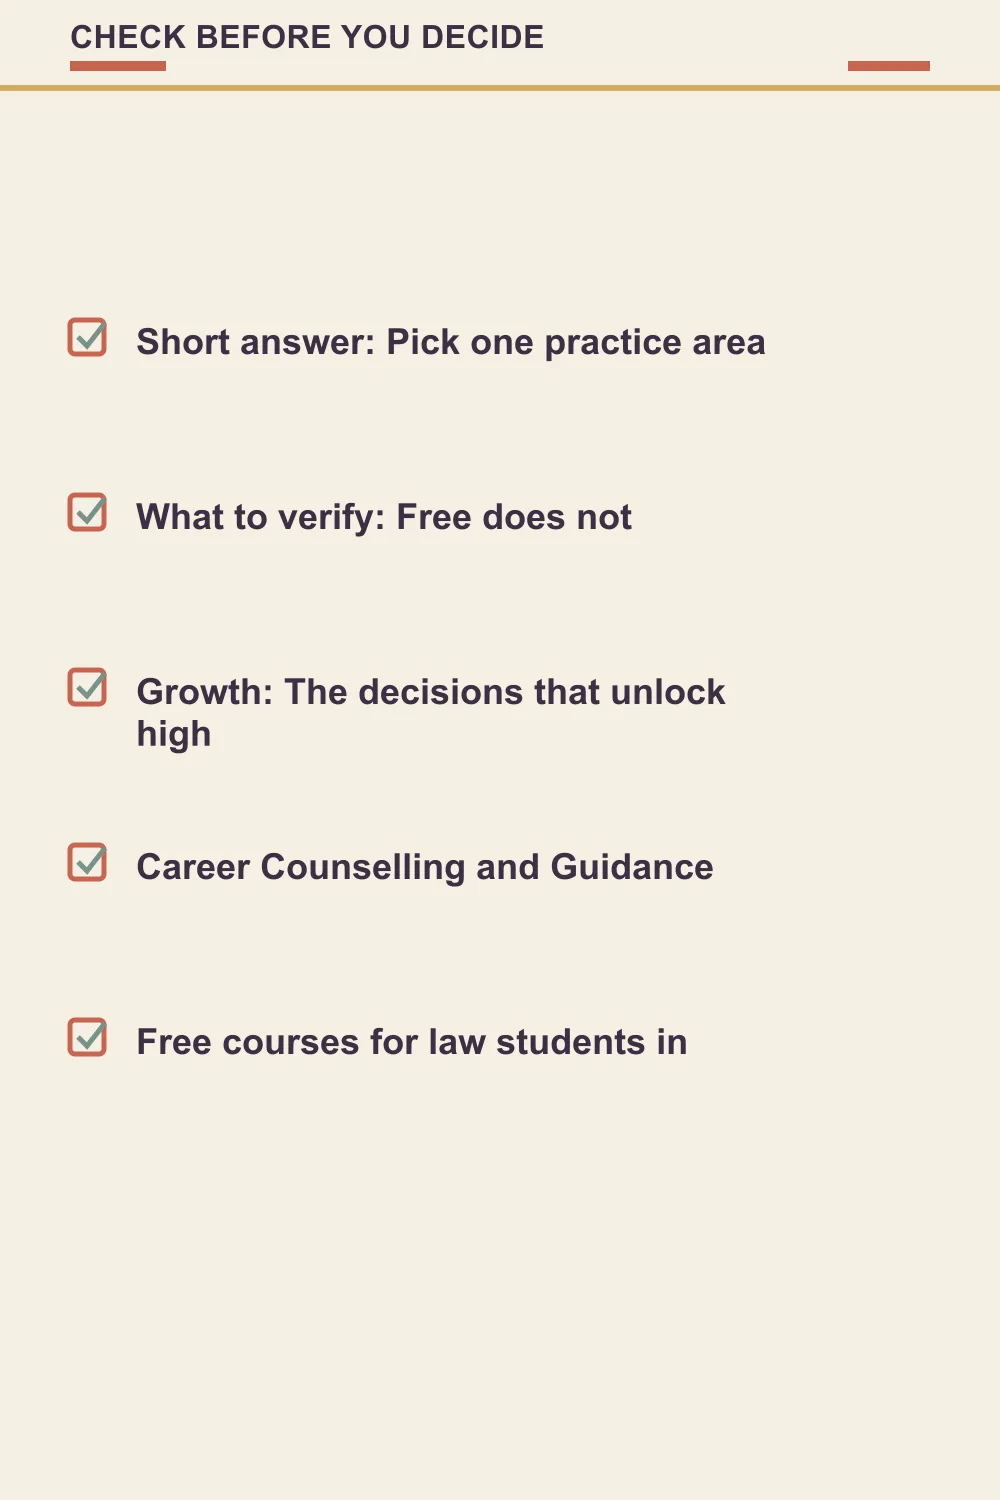 CHECK BEFORE YOU DECIDE
Short answer: Pick one practice area
What to verify: Free does not
Growth: The decisions that unlock
high
Career Counselling and Guidance
Free courses for law students in